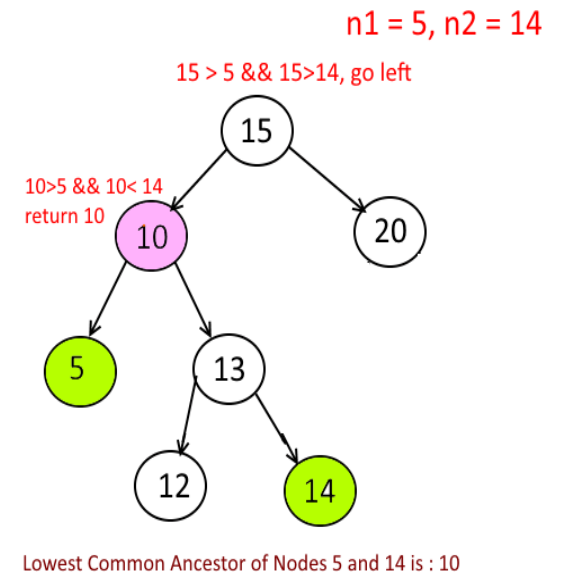 n1 = 5, n2 = 14
15 > 5 && 15>14, go left
15
10>5 && 10< 14
return 10
10
20
5
13
12
14
Lowest Common Ancestor of Nodes 5 and 14 is : 10